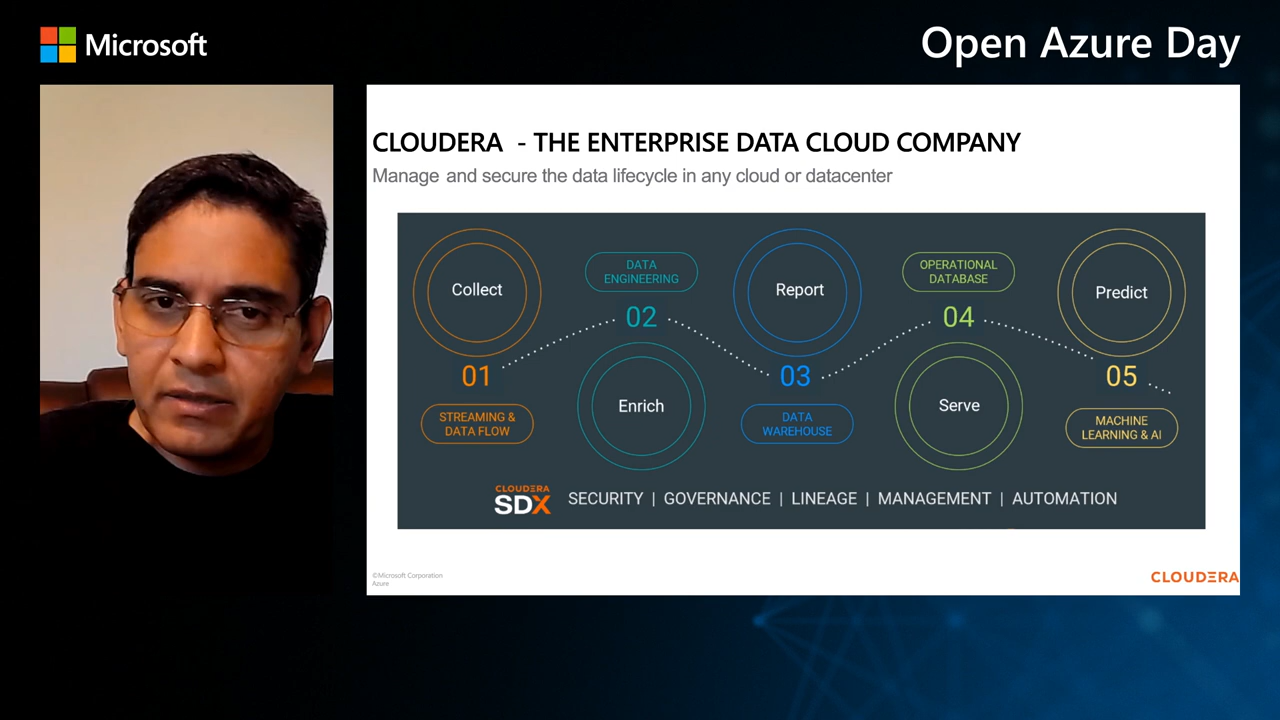 Microsoft
Open Azure Day
CLOUDERA - THE ENTERPRISE DATA CLOUD COMPANY
Manage and secure the data lifecycle in any cloud or datacenter
Collect
01
STREAMING &
DATA FLOW
DATA
ENGINEERING
02
Enrich
Report
03
DATA
WAREHOUSE
OPERATIONAL
DATABASE
04
Serve
Predict
05
MACHINE
LEARNING & AI
CLOUDERA
SDX
SECURITY | GOVERNANCE | LINEAGE | MANAGEMENT | AUTOMATION
©Microsoft Corporation
Azure
CLOUDERA